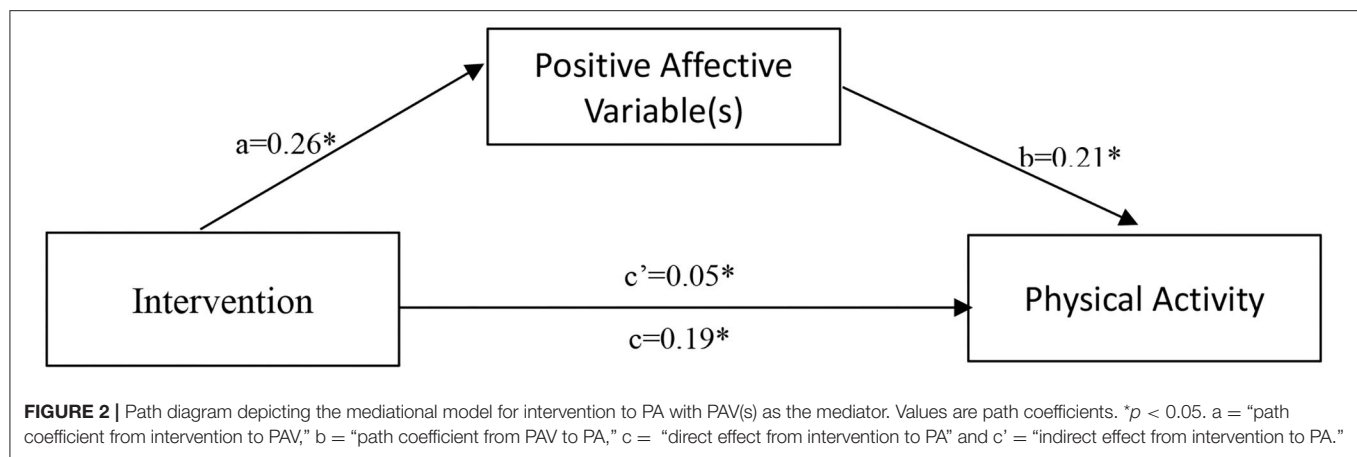 Positive Affective
Variable(s)
a=0.26*
b=0.21*
Intervention
c’=0.05*
c=0.19*
Physical Activity
FIGURE 2 | Path diagram depicting the mediational model for intervention to PA with PAV(s) as the mediator. Values are path coefficients. *p < 0.05. a = “path
coefficient from intervention to PAV,” b = “path coefficient from PAV to PA,” c = “direct effect from intervention to PA” and c’ = “indirect effect from intervention to PA.”